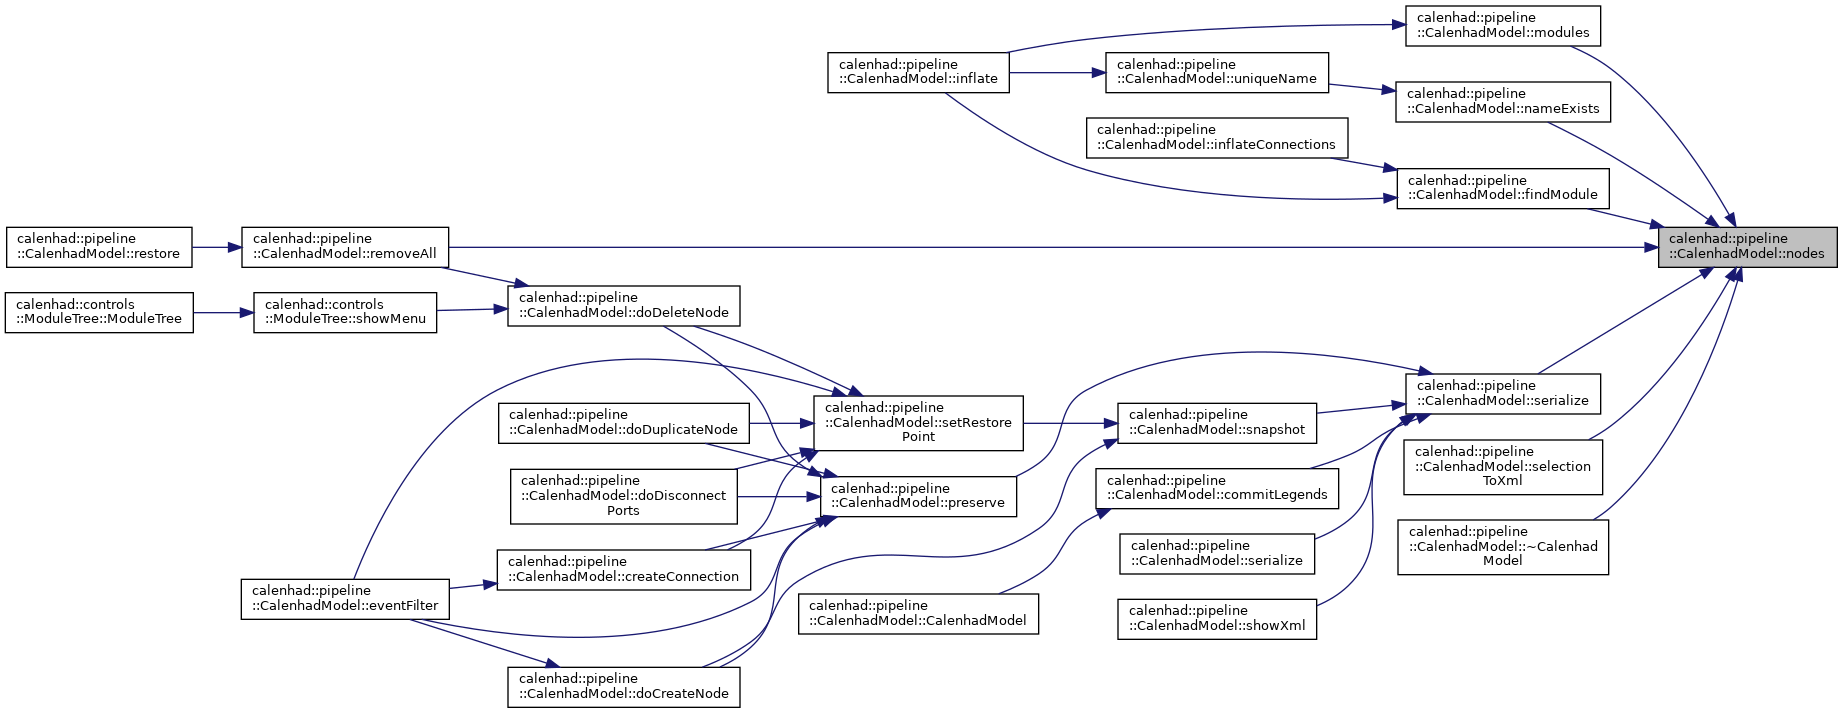 calenhad::pipeline
::CalenhadModel::modules
calenhad::pipeline
::CalenhadModel::inflate
calenhad::pipeline
::CalenhadModel::uniqueName
calenhad::pipeline
::CalenhadModel::nameExists
calenhad::pipeline
::CalenhadModel::inflateConnections
calenhad::pipeline
::CalenhadModel::findModule
calenhad::pipeline
::CalenhadModel::restore
calenhad::pipeline
::CalenhadModel::removeAll
calenhad::pipeline
::CalenhadModel::nodes
calenhad::controls
::ModuleTree::ModuleTree
calenhad::controls
::ModuleTree::showMenu
calenhad::pipeline
::CalenhadModel::doDeleteNode
calenhad::pipeline
::CalenhadModel::serialize
calenhad::pipeline
::CalenhadModel::doDuplicateNode
calenhad::pipeline
::CalenhadModel::setRestore
Point
calenhad::pipeline
::CalenhadModel::snapshot
calenhad::pipeline
::CalenhadModel::selection
ToXml
calenhad::pipeline
::CalenhadModel::doDisconnect
Ports
calenhad::pipeline
::CalenhadModel::preserve
calenhad::pipeline
::CalenhadModel::commitLegends
calenhad::pipeline
::CalenhadModel::~Calenhad
Model
calenhad::pipeline
::CalenhadModel::serialize
calenhad::pipeline
::CalenhadModel::createConnection
calenhad::pipeline
::CalenhadModel::eventFilter
calenhad::pipeline
::CalenhadModel::CalenhadModel
calenhad::pipeline
::CalenhadModel::showXml
calenhad::pipeline
::CalenhadModel::doCreateNode